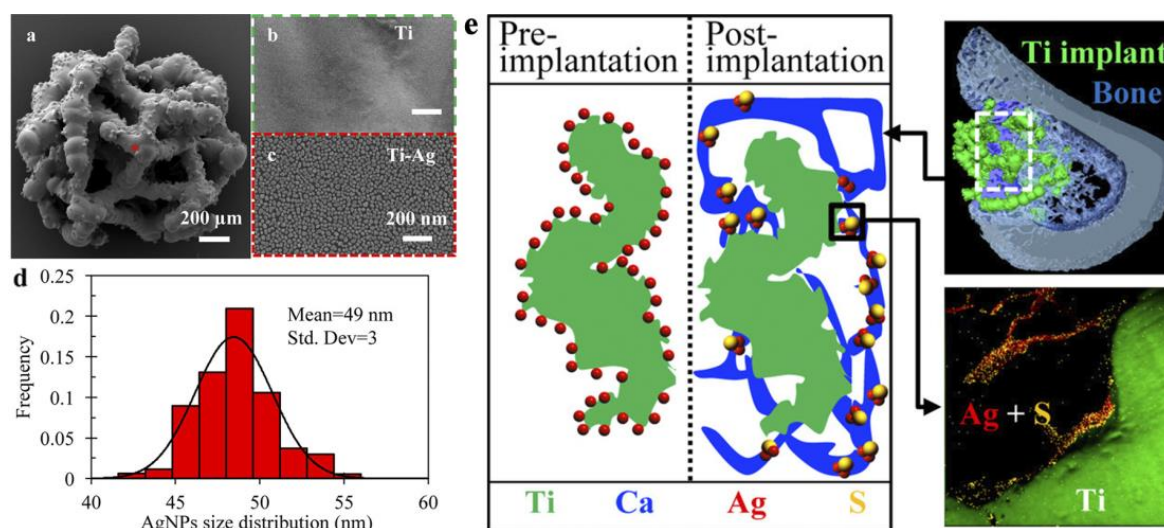 a
200 µm
b
Ti
c
Ti-Ag
200 nm
d
0.25
0.2
0.15
0.1
0.05
0
Frequency
Mean=49 nm
Std. Dev=3
40
45
50
55
60
AgNPs size distribution (nm)
e
Pre-
implantation
Post-
implantation
Ti
Ca
Ag
S
Ti implant
Bone
Ag + S
Ti